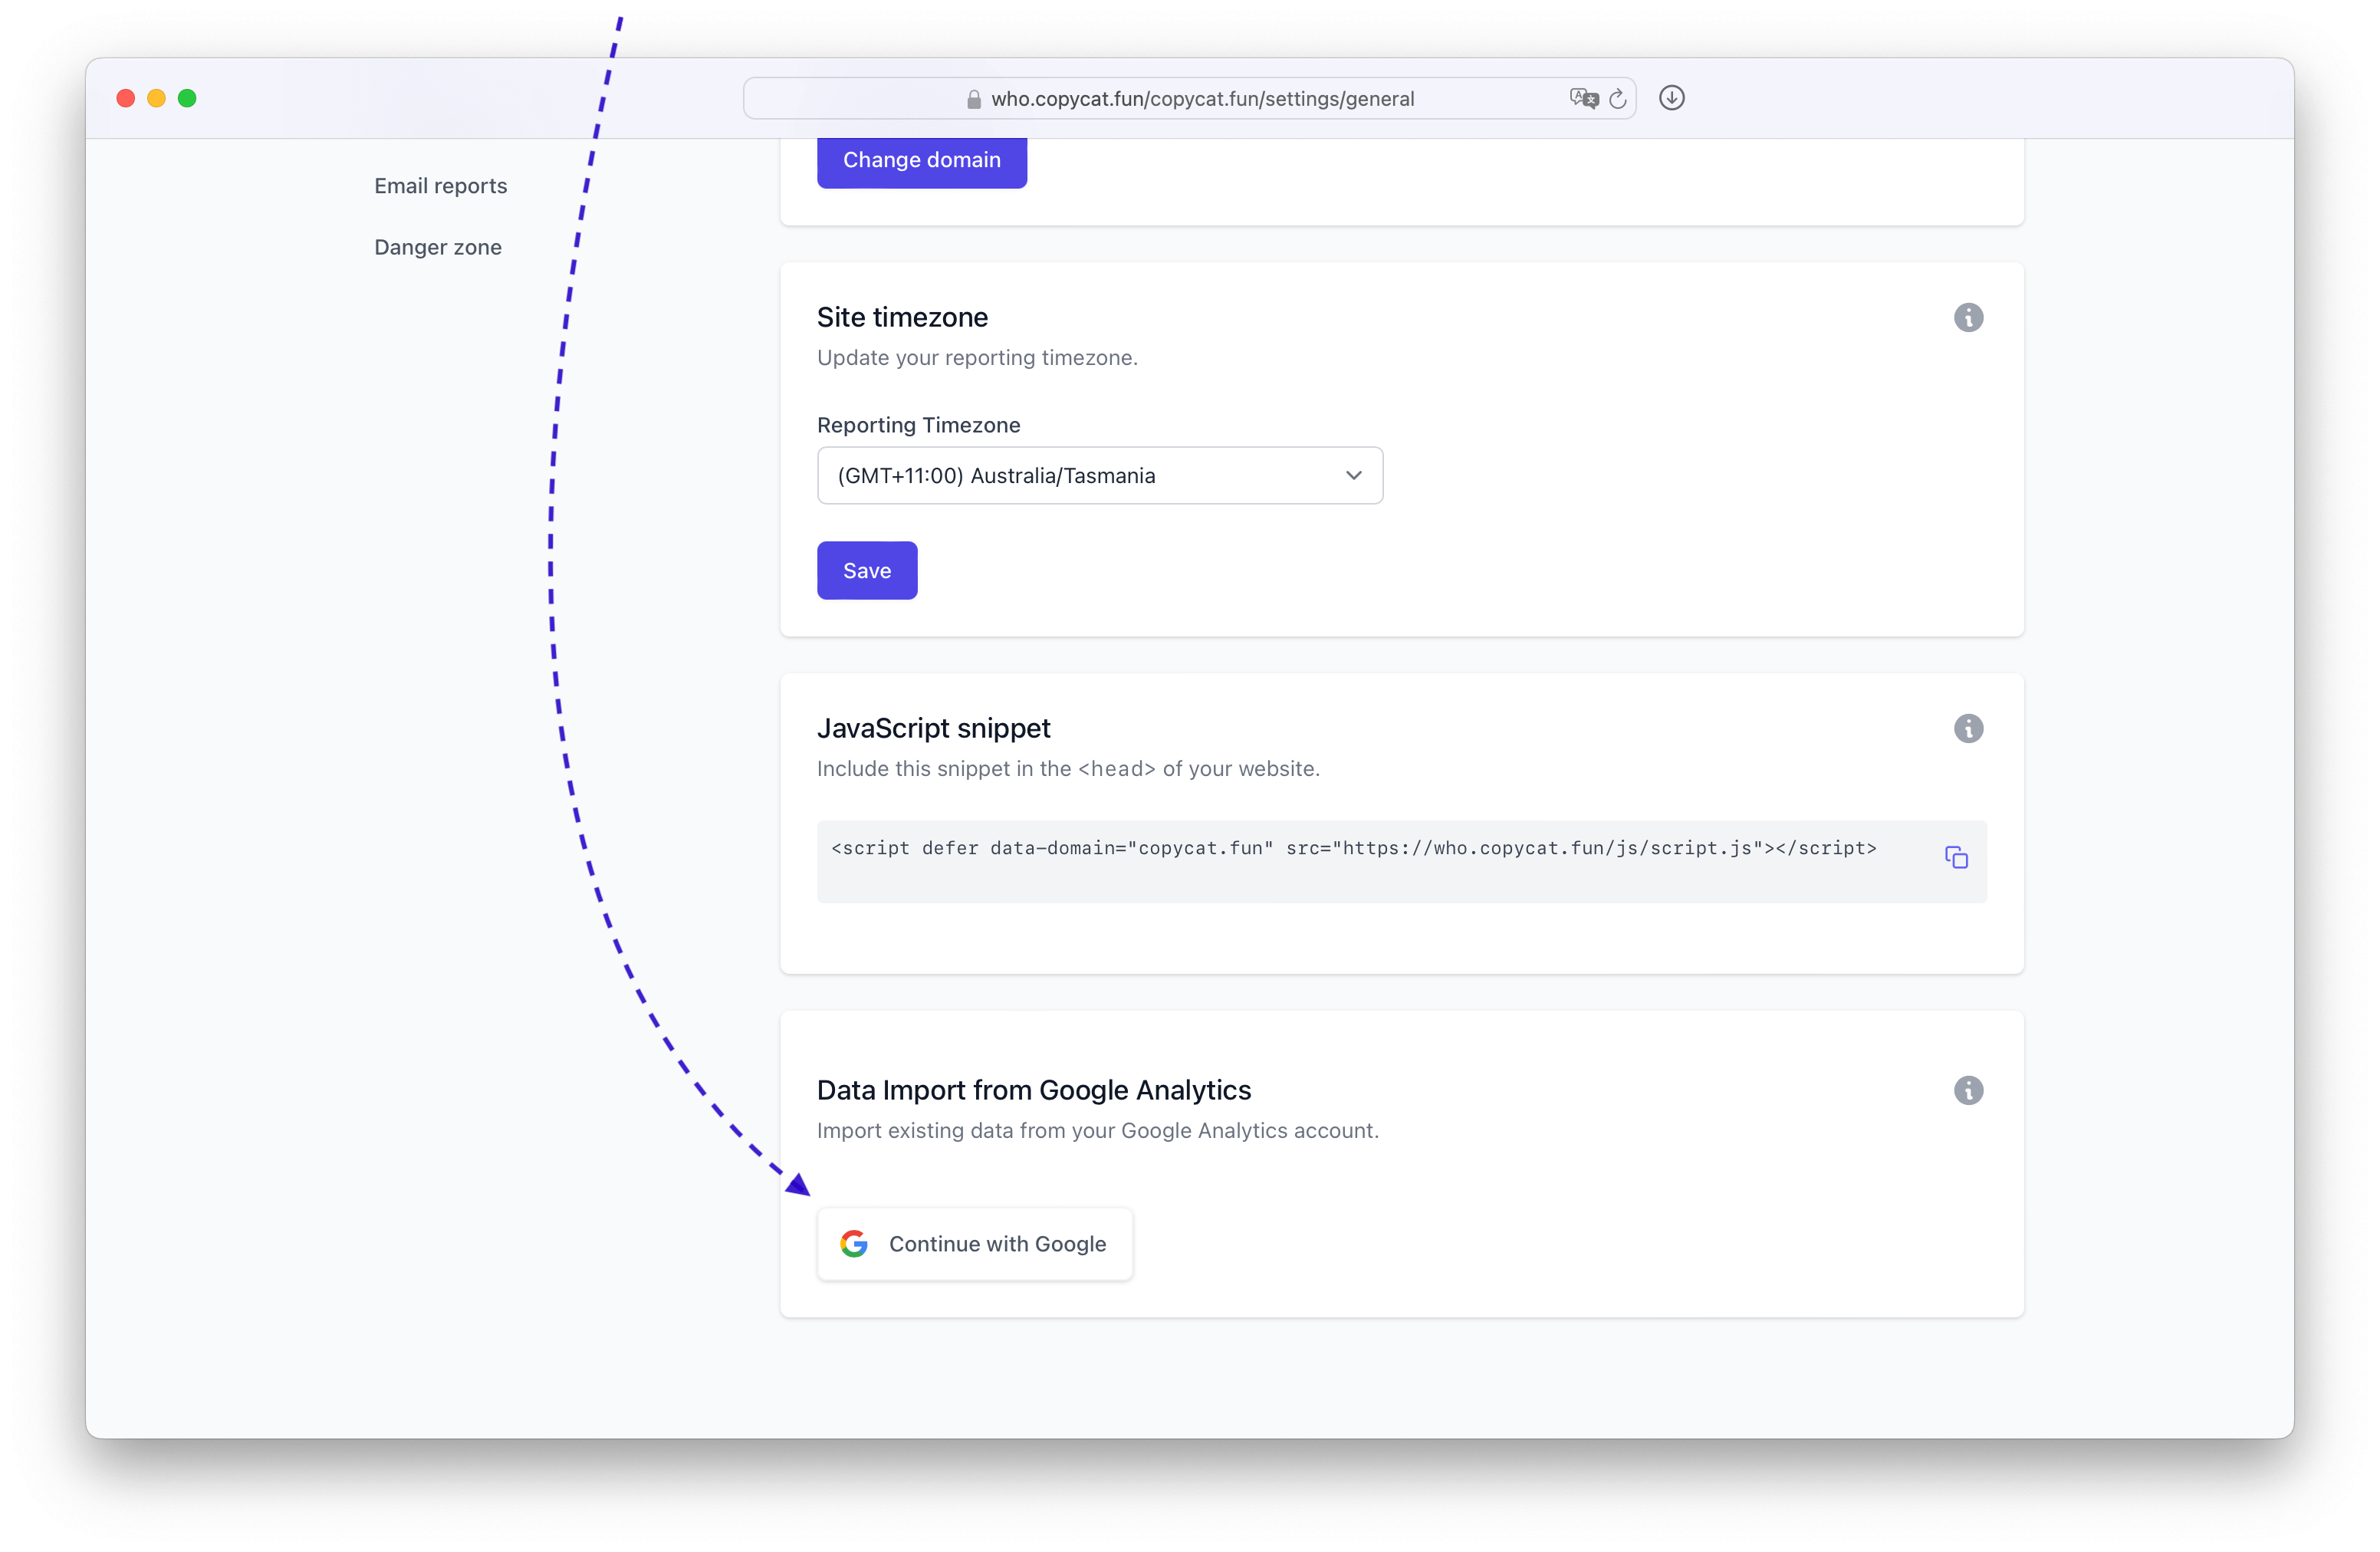 who.copycat.fun/copycat.fun/settings/general
Change domain
Email reports
Danger zone
Site timezone
Update your reporting timezone.
Reporting Timezone
(GMT+11:00) Australia/Tasmania
Save
JavaScript snippet
Include this snippet in the <head> of your website.
<script defer data-domain="copycat.fun" src="https://who.copycat.fun/js/script.js"></script>
Data Import from Google Analytics
Import existing data from your Google Analytics account.
Continue with Google